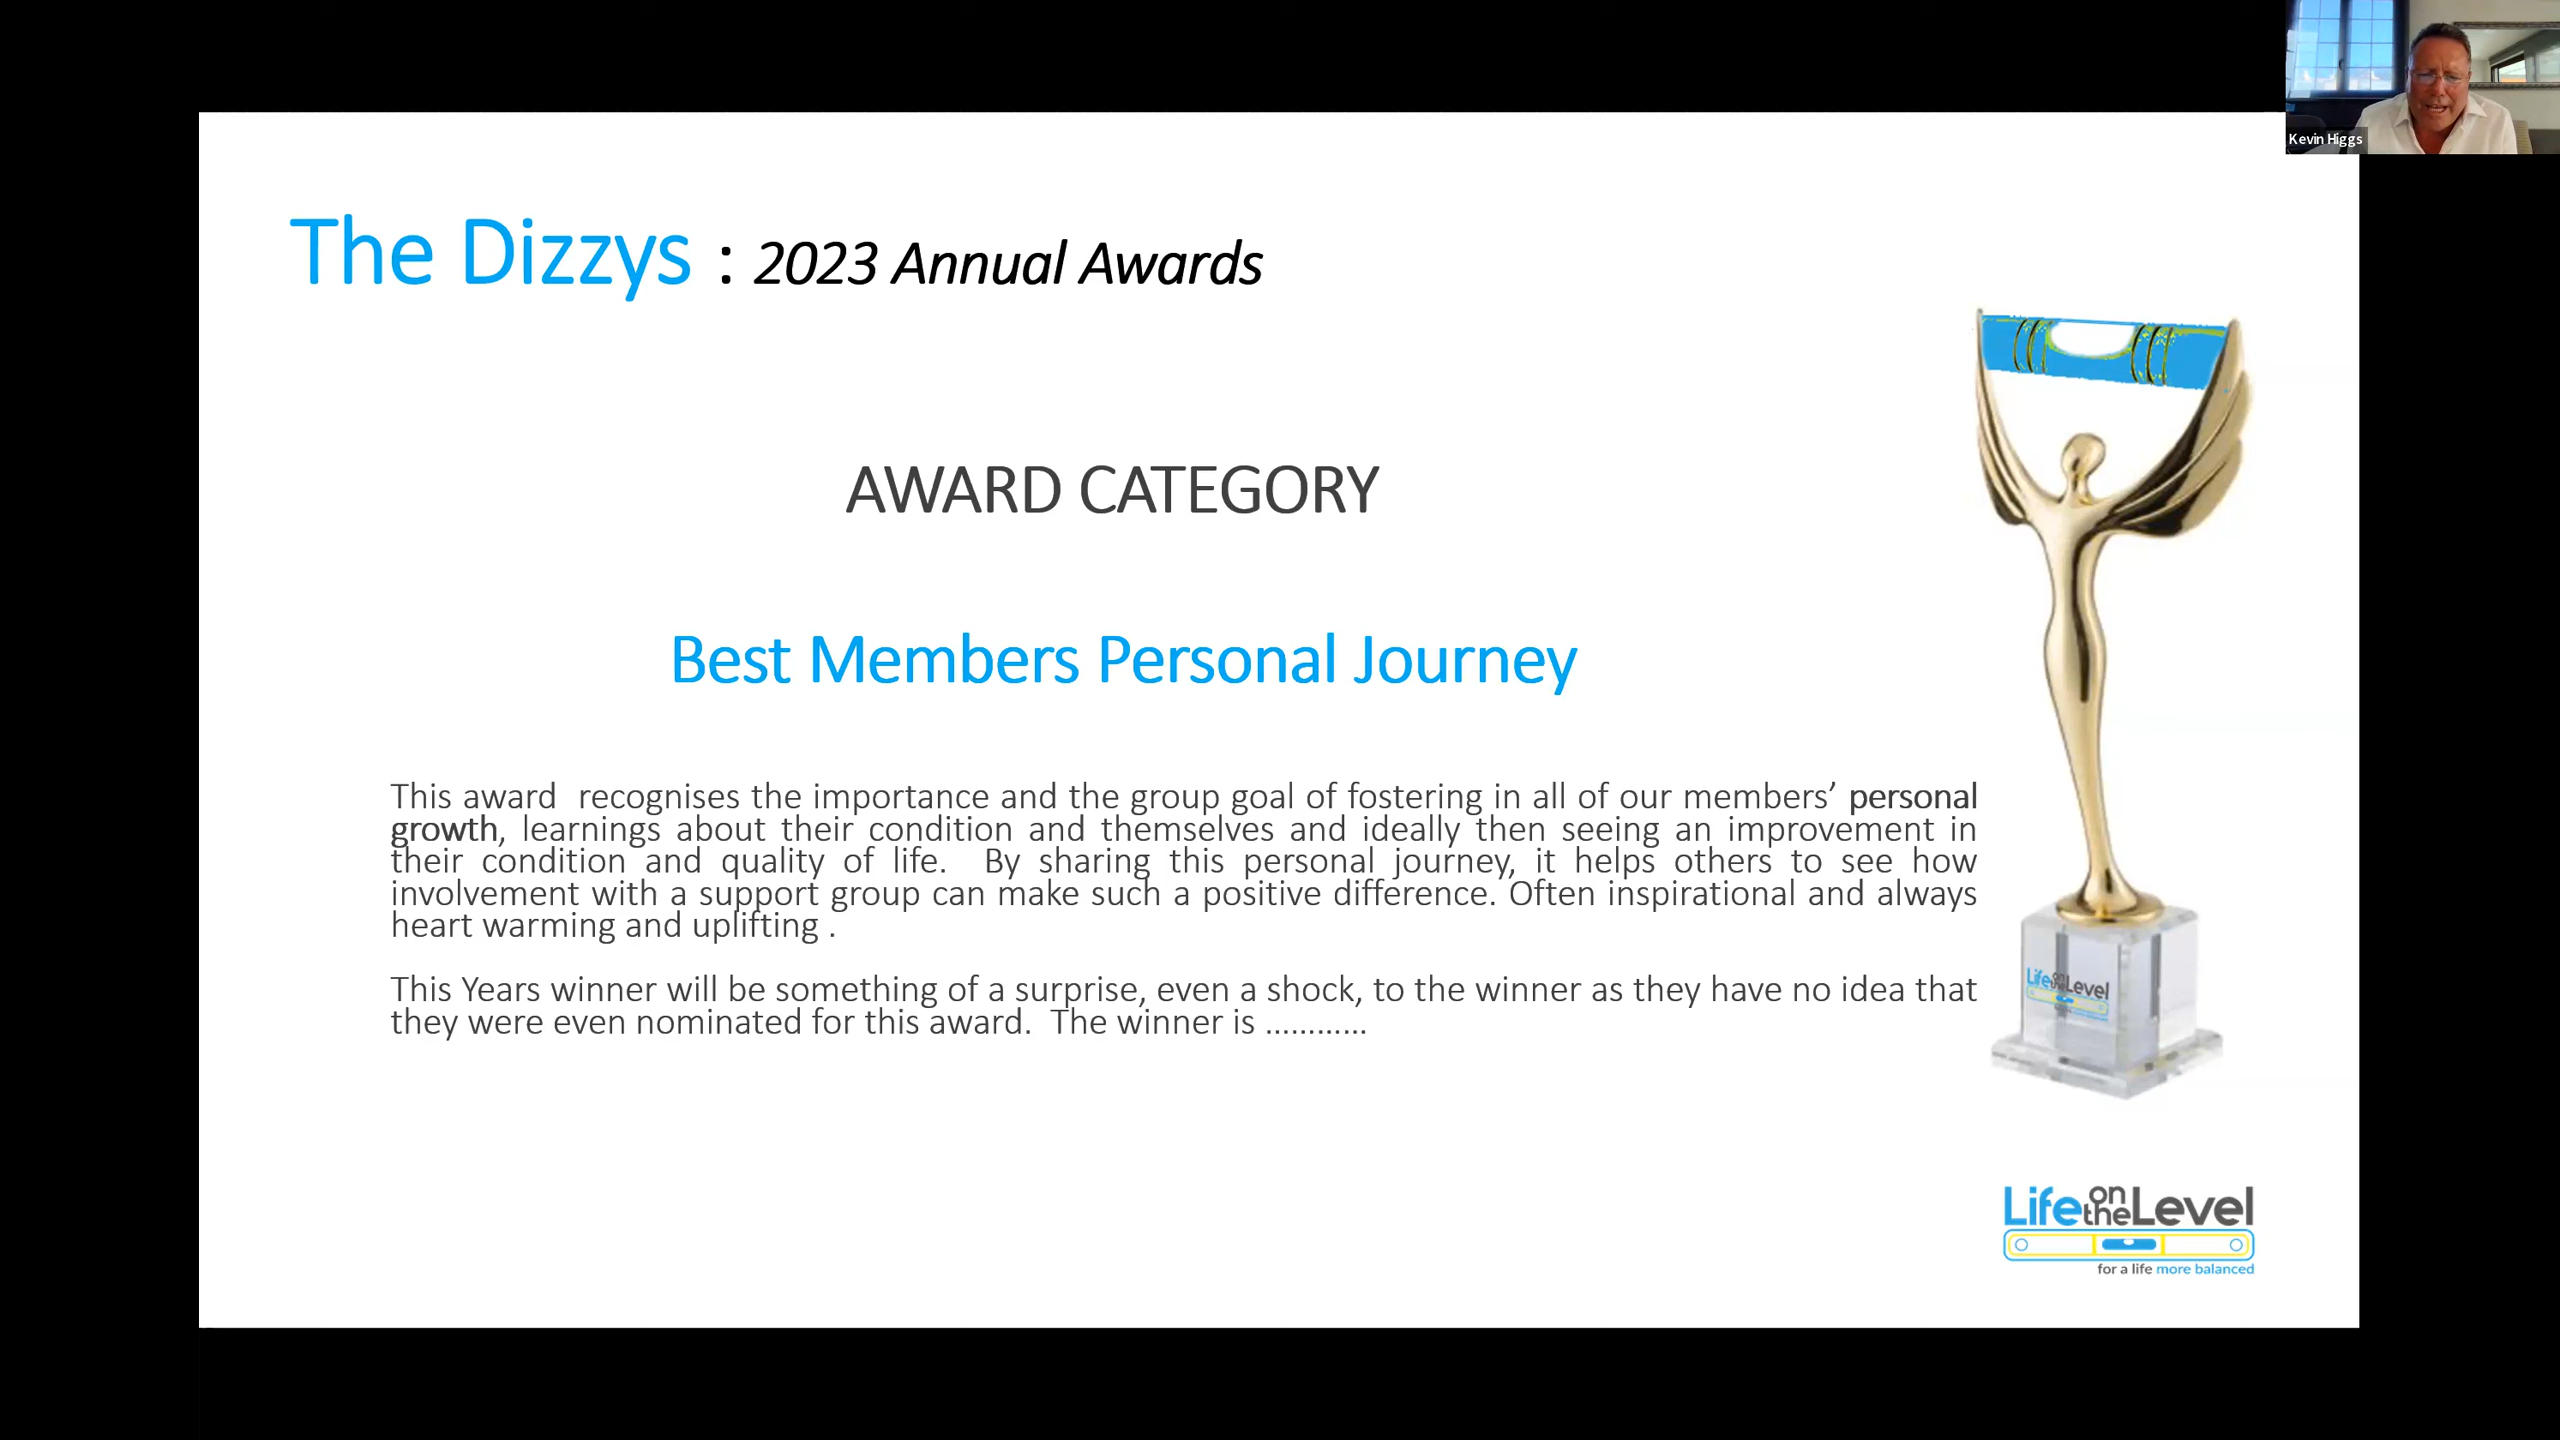 Kevin Higgs
The Dizzys : 2023 Annual Awards
AWARD CATEGORY
Best Members Personal Journey
This award  recognises the importance and the group goal of fostering in all of our members’ personal
growth, learnings about their condition and themselves and ideally then seeing an improvement in
their condition and quality of life.  By sharing this personal journey, it helps others to see how
involvement with a support group can make such a positive difference. Often inspirational and always
heart warming and uplifting .
This Years winner will be something of a surprise, even a shock, to the winner as they have no idea that
they were even nominated for this award.  The winner is …………
Life on the Level
Life on the Level
for a life more balanced